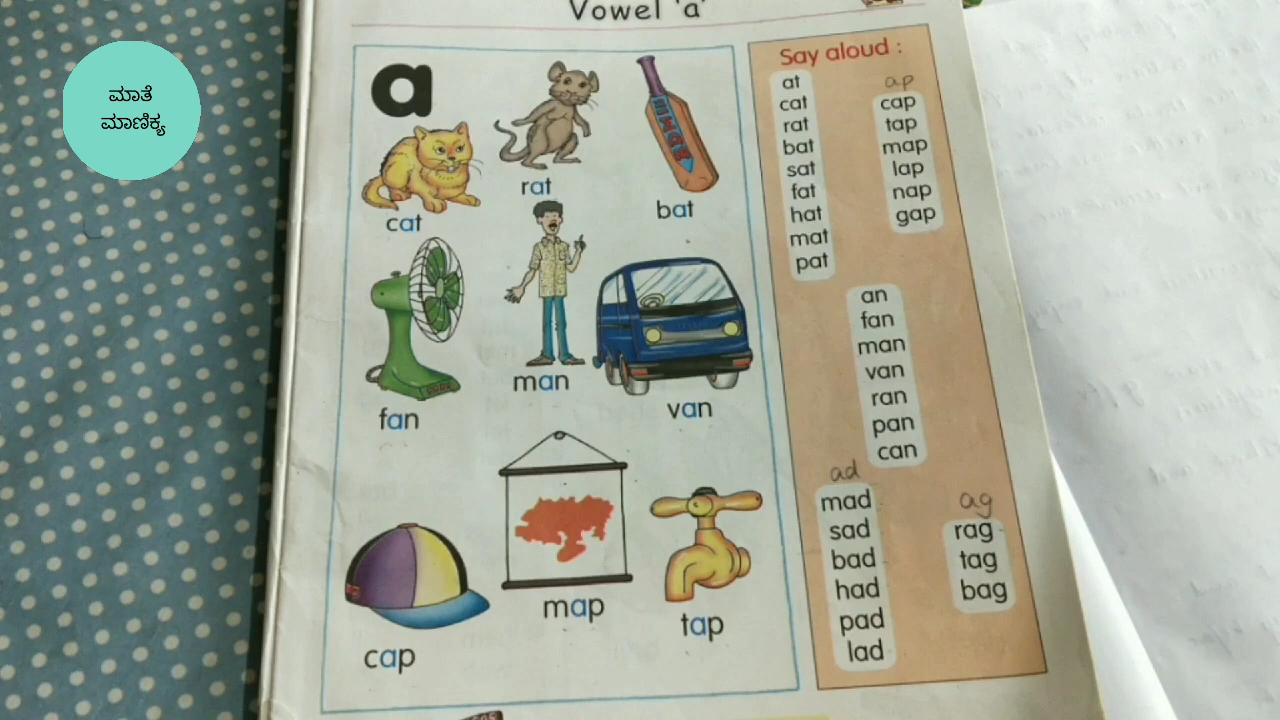 Vowel 'a'
ಮಾತೆ
ಮಾಣಿಕ್ಯ
a
cat
rat
bat
fan
man
van
cap
map
tap
Say aloud :
at
cat
rat
bat
sat
fat
hat
mat
pat
ap
cap
tap
map
lap
nap
gap
an
fan
man
van
ran
pan
can
ad
mad
sad
bad
had
pad
lad
ag
rag
tag
bag